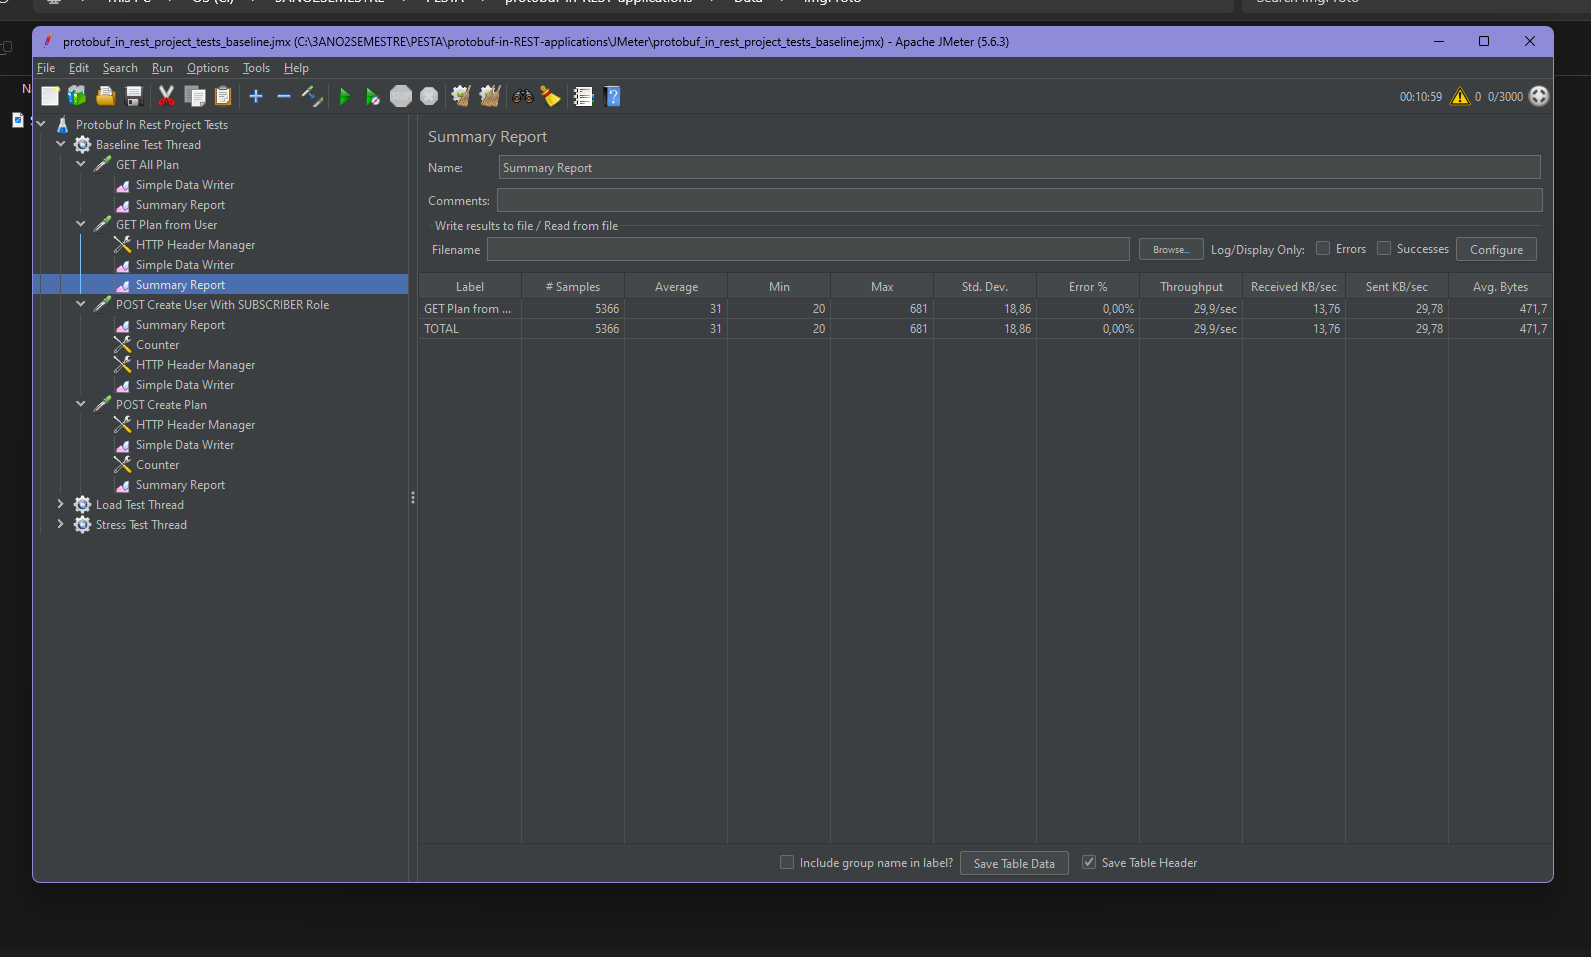 protobuf_in_rest_project_tests_baseline.jmx (C:\3ANO2SEMESTRE\PESTA\protobuf-in-REST-applications\JMeter\protobuf_in_rest_project_tests_baseline.jmx) - Apache JMeter (5.6.3)
File Edit Search Run Options Tools Help
00:10:59 0 0/3000
Protobuf In Rest Project Tests
Baseline Test Thread
GET All Plan
Simple Data Writer
Summary Report
GET Plan from User
HTTP Header Manager
Simple Data Writer
Summary Report
POST Create User With SUBSCRIBER Role
Summary Report
Counter
HTTP Header Manager
Simple Data Writer
POST Create Plan
HTTP Header Manager
Simple Data Writer
Counter
Summary Report
Load Test Thread
Stress Test Thread
Summary Report
Name: Summary Report
Comments:
Write results to file / Read from file
Filename Browse... Log/Display Only: Errors Successes Configure
Label # Samples Average Min Max Std. Dev. Error % Throughput Received KB/sec Sent KB/sec Avg. Bytes
GET Plan from ... 5366 31 20 681 18,86 0,00% 29,9/sec 13,76 29,78 471,7
TOTAL 5366 31 20 681 18,86 0,00% 29,9/sec 13,76 29,78 471,7
Include group name in label? Save Table Data Save Table Header